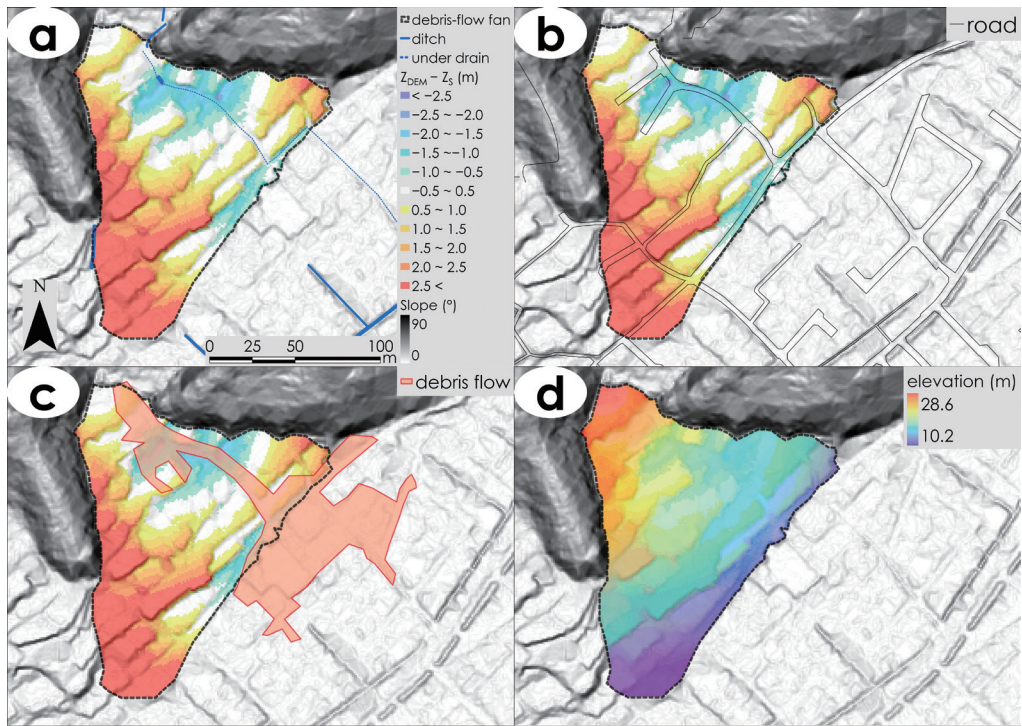 a
debris-flow fan
ditch
under drain
Z_DEM − Z_S (m)
< −2.5
−2.5 ~ −2.0
−2.0 ~ −1.5
−1.5 ~−1.0
−1.0 ~ −0.5
−0.5 ~ 0.5
0.5 ~ 1.0
1.0 ~ 1.5
1.5 ~ 2.0
2.0 ~ 2.5
2.5 <
Slope (°)
90
0
N
0 25 50 100
m
b
road
c
debris flow
d
elevation (m)
28.6
10.2